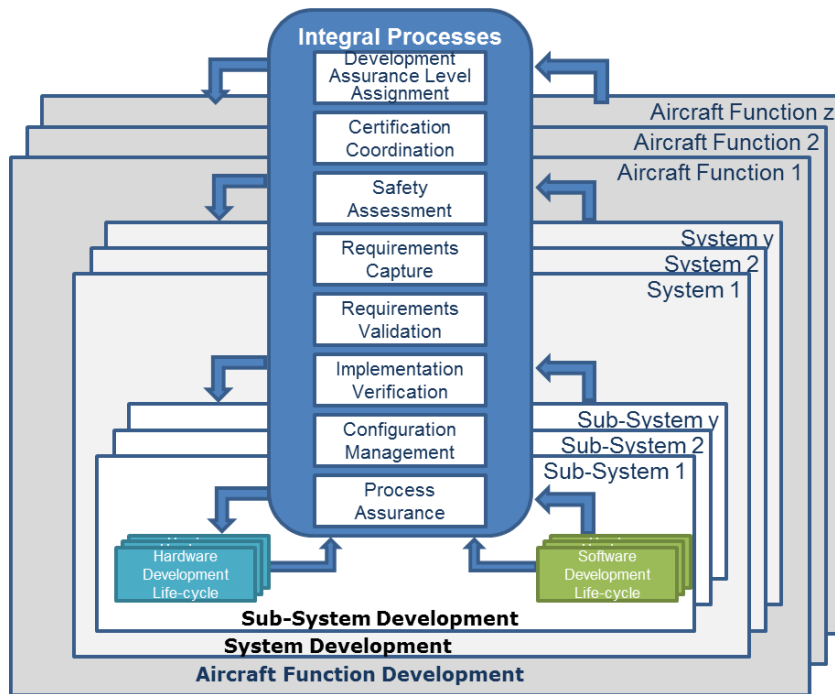 Integral Processes
Development
Assurance Level
Assignment
Certification
Coordination
Safety
Assessment
Requirements
Capture
Requirements
Validation
Implementation
Verification
Configuration
Management
Process
Assurance
Aircraft Function z
Aircraft Function 2
Aircraft Function 1
System y
System 2
System 1
Sub-System y
Sub-System 2
Sub-System 1
Hardware
Development
Life-cycle
Software
Development
Life-cycle
Sub-System Development
System Development
Aircraft Function Development